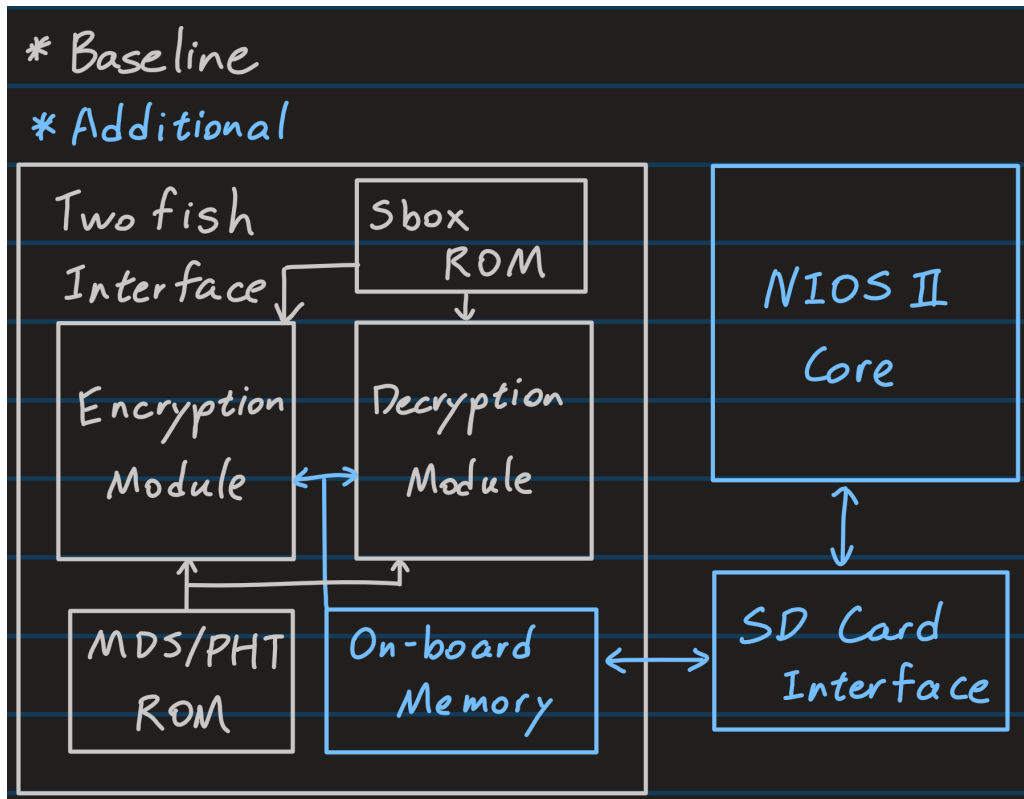 * Baseline
* Additional
Twofish
Interface
Sbox
ROM
Encryption
Module
Decryption
Module
MDS/PHT
ROM
On-board
Memory
NIOS II
Core
SD Card
Interface